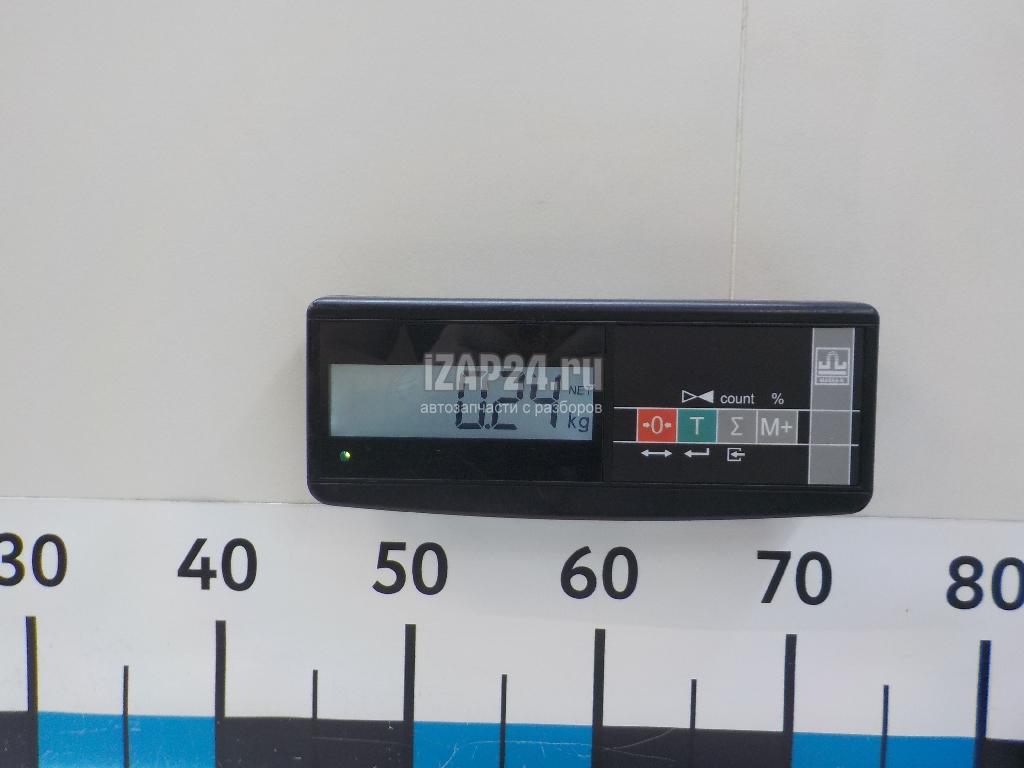 iZAP24.ru
0.24 NET kg
автозапчасти с разборов
count %
→0← T Σ M+
30 40 50 60 70 80